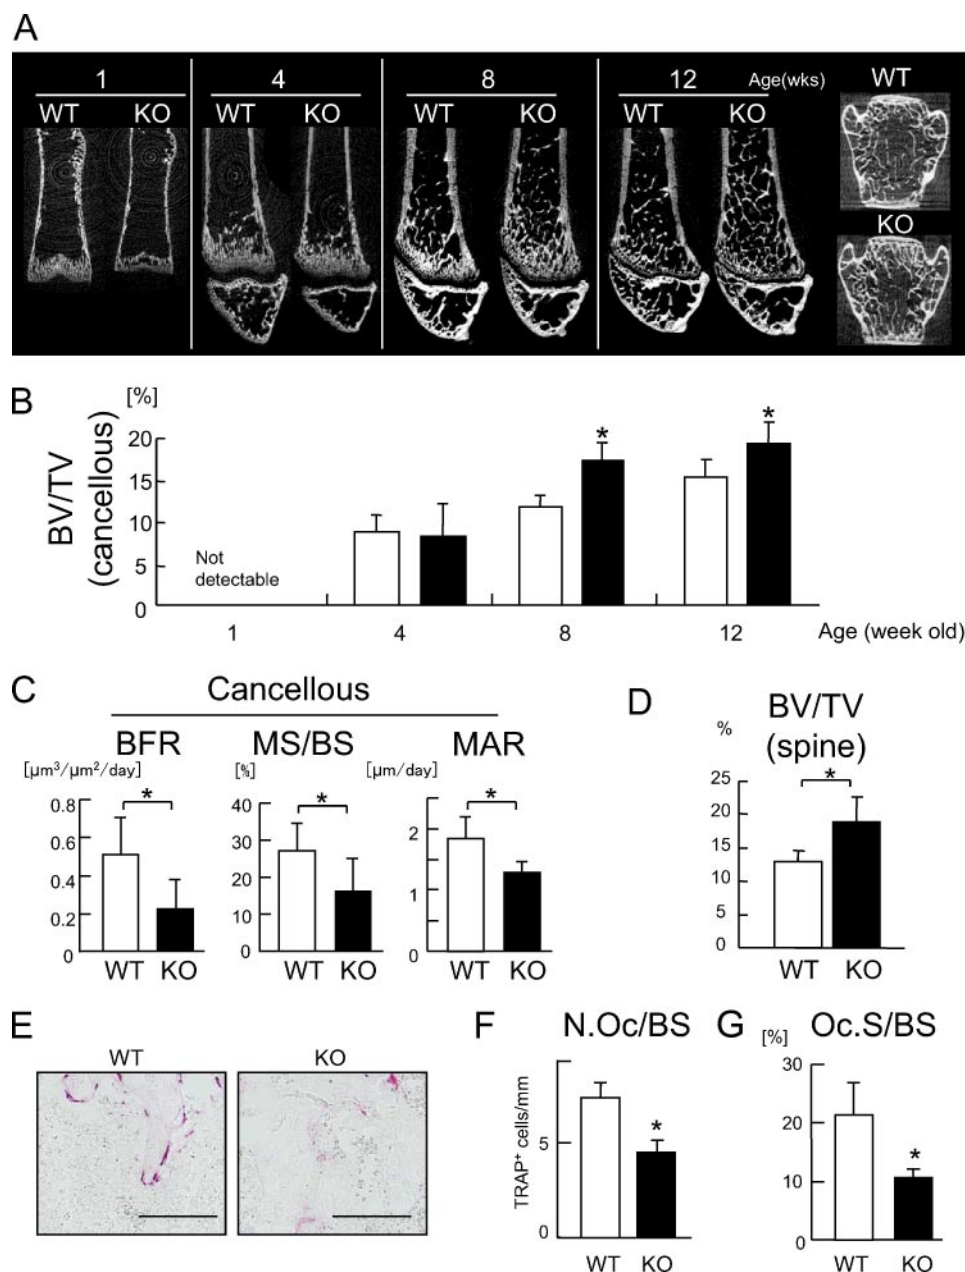 A
1 4 8 12 Age(wks) WT
WT KO WT KO WT KO WT KO
KO
B
[%]
BV/TV
(cancellous)
20
15
10
5
0
Not
detectable
* *
1 4 8 12 Age (week old)
C
Cancellous
BFR MS/BS MAR
[μm³/μm²/day] [%] [μm/day]
0.8
0.6
0.4
0.2
0
*
WT KO
40
30
20
10
0
*
WT KO
2
1
0
*
WT KO
D
BV/TV
(spine)
%
25
20
15
10
5
0
*
WT KO
E
WT KO
F
N.Oc/BS
TRAP⁺ cells/mm
5
0
*
WT KO
G
Oc.S/BS
[%]
30
20
10
0
*
WT KO